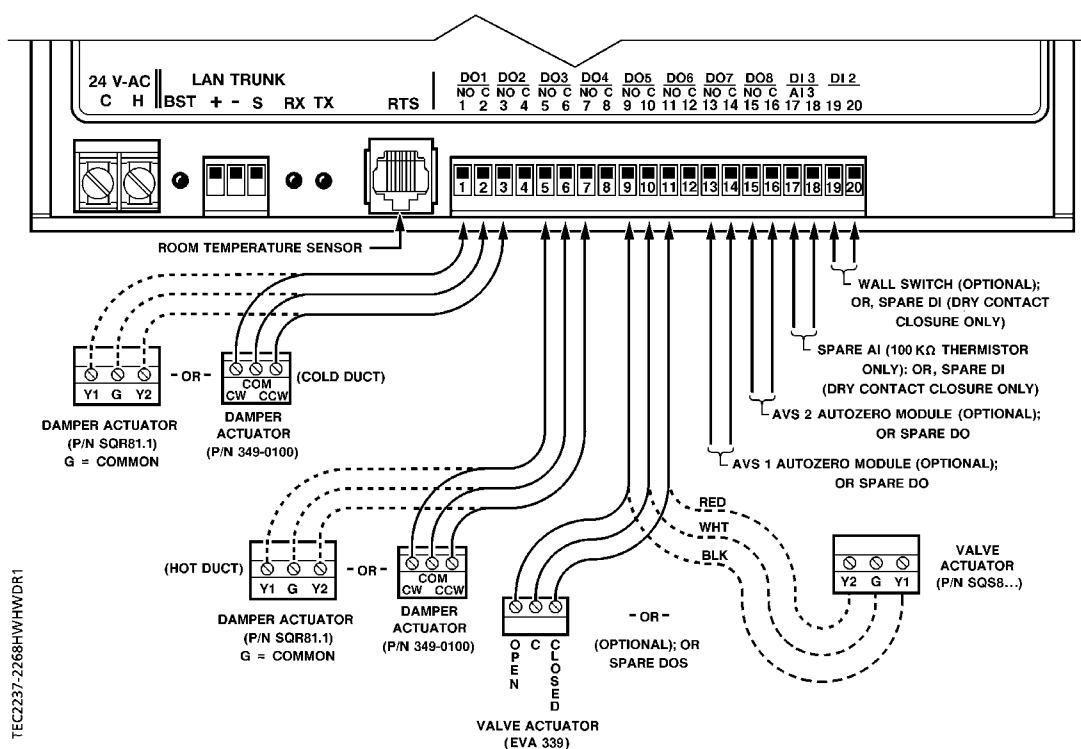 24 V-AC
C H
LAN TRUNK
BST + - S RX TX
RTS
DO1 DO2 DO3 DO4 DO5 DO6 DO7 DO8 DI 3 DI 2
NO C NO C NO C NO C NO C NO C NO C NO C AI 3
1 2 3 4 5 6 7 8 9 10 11 12 13 14 15 16 17 18 19 20
1 2 3 4 5 6 7 8 9 10 11 12 13 14 15 16 17 18 19 20
ROOM TEMPERATURE SENSOR
WALL SWITCH (OPTIONAL);
OR, SPARE DI (DRY CONTACT
CLOSURE ONLY)
SPARE AI (100 KΩ THERMISTOR
ONLY): OR, SPARE DI
(DRY CONTACT CLOSURE ONLY)
AVS 2 AUTOZERO MODULE (OPTIONAL);
OR SPARE DO
AVS 1 AUTOZERO MODULE (OPTIONAL);
OR SPARE DO
Y1 G Y2
- OR -
COM
CW CCW
(COLD DUCT)
DAMPER ACTUATOR
(P/N SQR81.1)
G = COMMON
DAMPER
ACTUATOR
(P/N 349-0100)
(HOT DUCT)
Y1 G Y2
- OR -
COM
CW CCW
DAMPER ACTUATOR
(P/N SQR81.1)
G = COMMON
DAMPER
ACTUATOR
(P/N 349-0100)
OPEN
C
CLOSED
VALVE ACTUATOR
(EVA 339)
- OR -
(OPTIONAL); OR
SPARE DOS
RED
WHT
BLK
Y2 G Y1
VALVE
ACTUATOR
(P/N SQS8...)
TEC2237-2268HWHWDR1